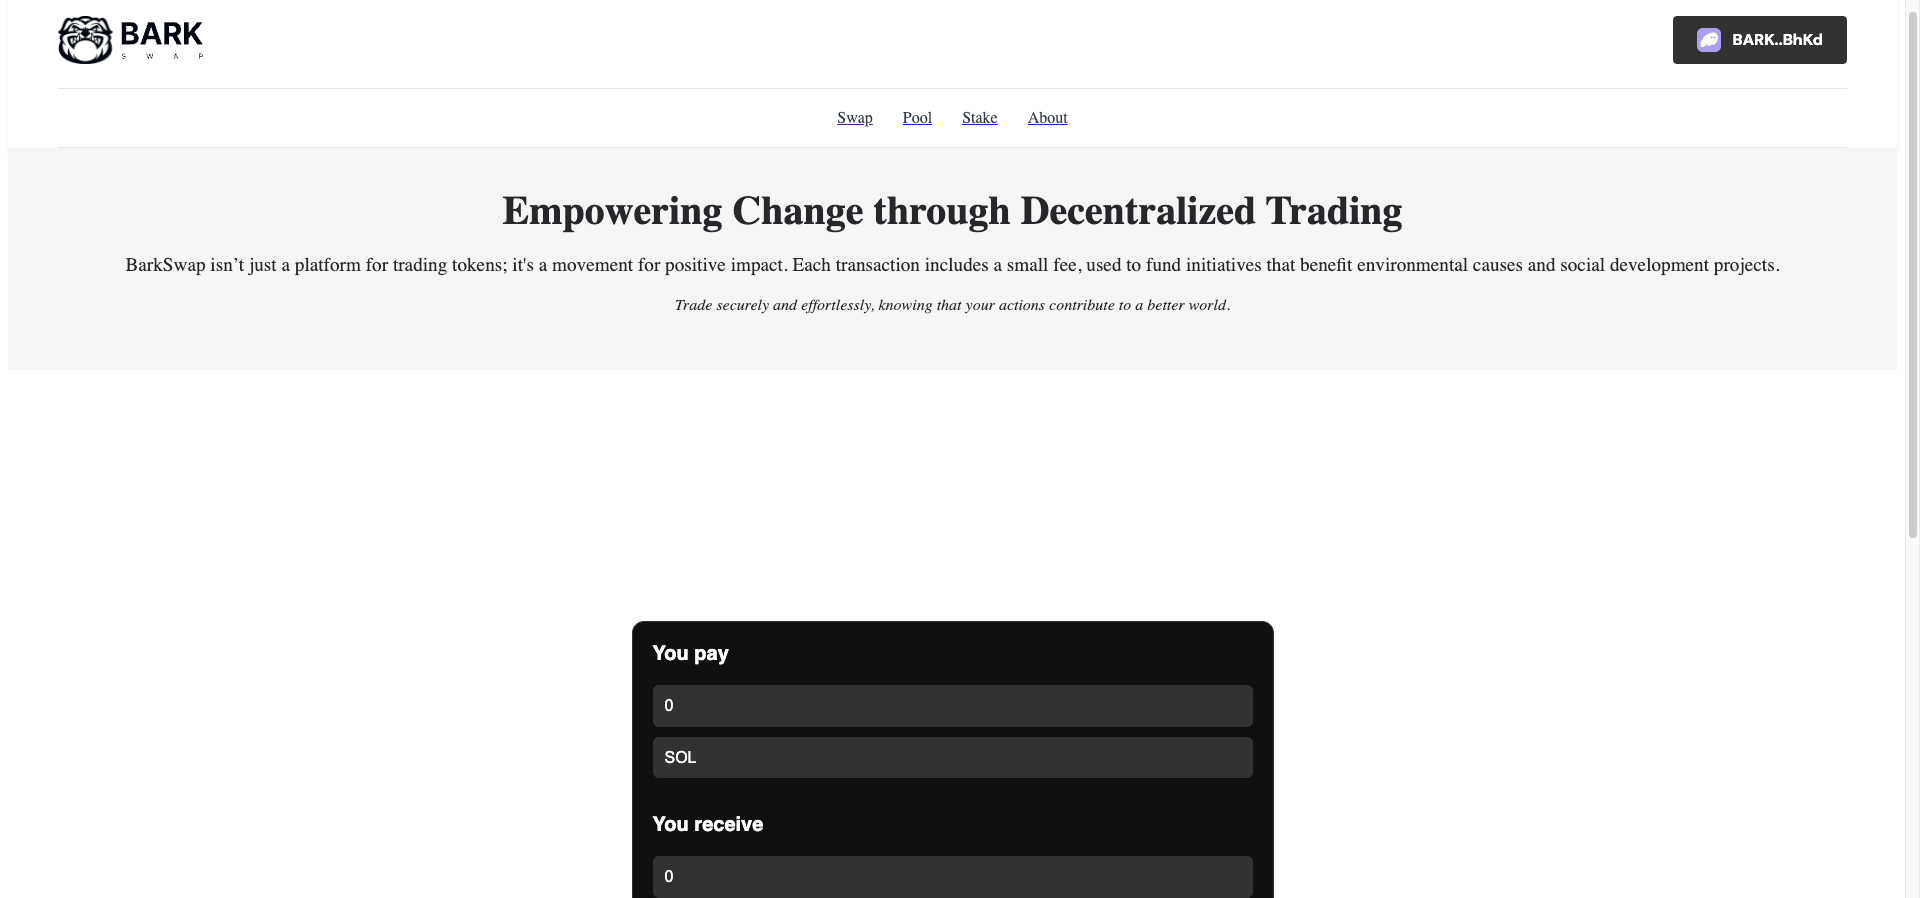 BARK
S W A P
BARK..BhKd
Swap Pool Stake About
Empowering Change through Decentralized Trading
BarkSwap isn’t just a platform for trading tokens; it's a movement for positive impact. Each transaction includes a small fee, used to fund initiatives that benefit environmental causes and social development projects.
Trade securely and effortlessly, knowing that your actions contribute to a better world.
You pay
0
SOL
You receive
0